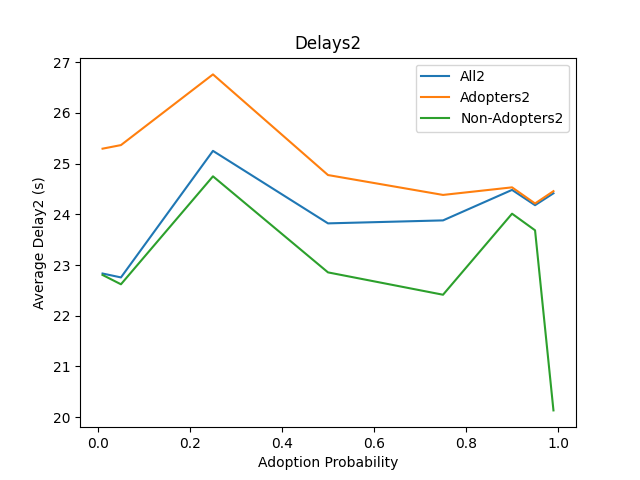 Delays2
All2
Adopters2
Non-Adopters2
Average Delay2 (s)
27
26
25
24
23
22
21
20
0.0 0.2 0.4 0.6 0.8 1.0
Adoption Probability